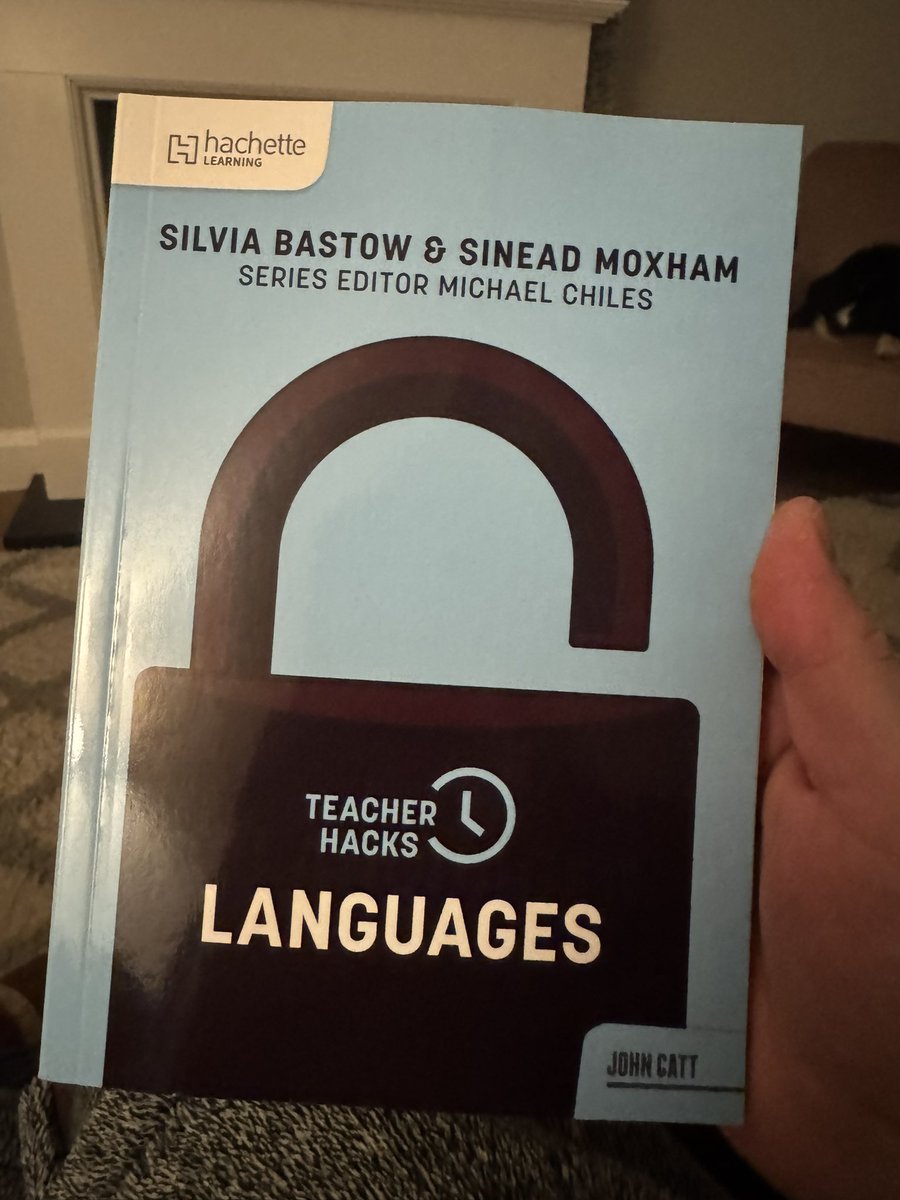 hachette
LEARNING
SILVIA BASTOW & SINEAD MOXHAM
SERIES EDITOR MICHAEL CHILES
TEACHER
HACKS
LANGUAGES
JOHN CATT